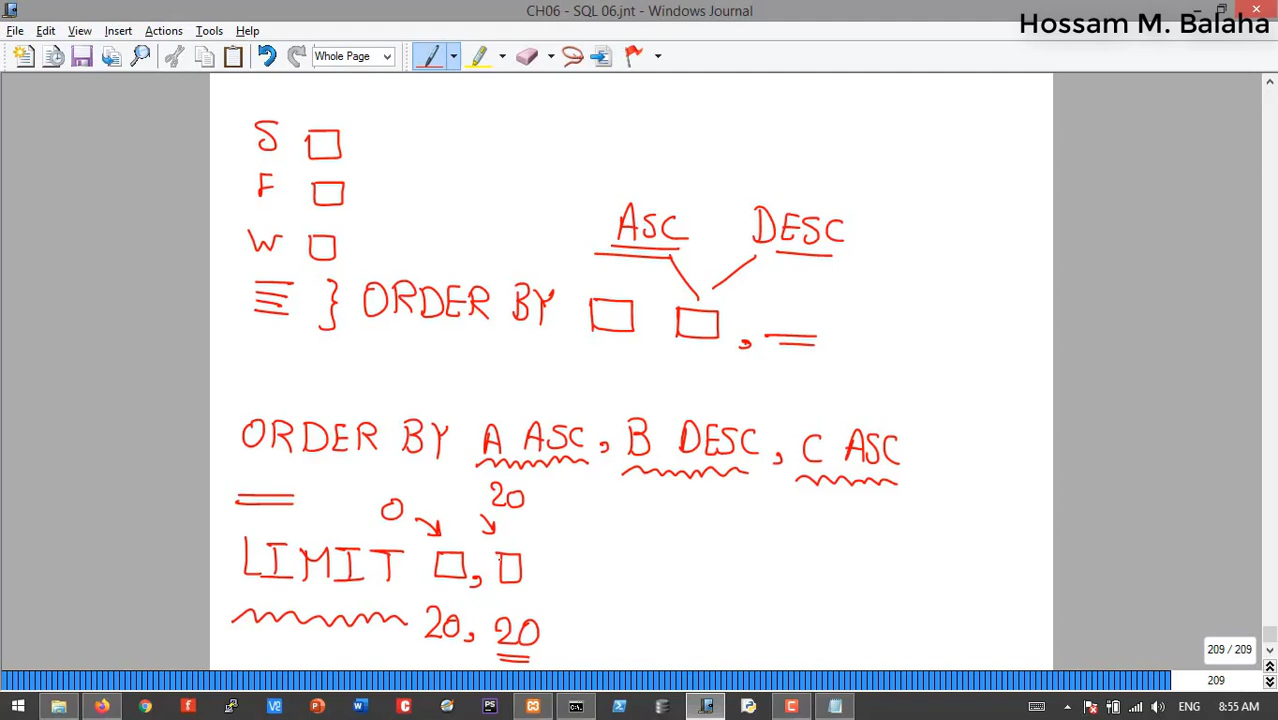 CH06 - SQL 06.jnt - Windows Journal
Hossam M. Balaha
File Edit View Insert Actions Tools Help
Whole Page
S
F
W
ASC DESC
} ORDER BY ,
ORDER BY A ASC, B DESC, C ASC
0 20
LIMIT ,
20, 20
209 / 209
209
ENG 8:55 AM